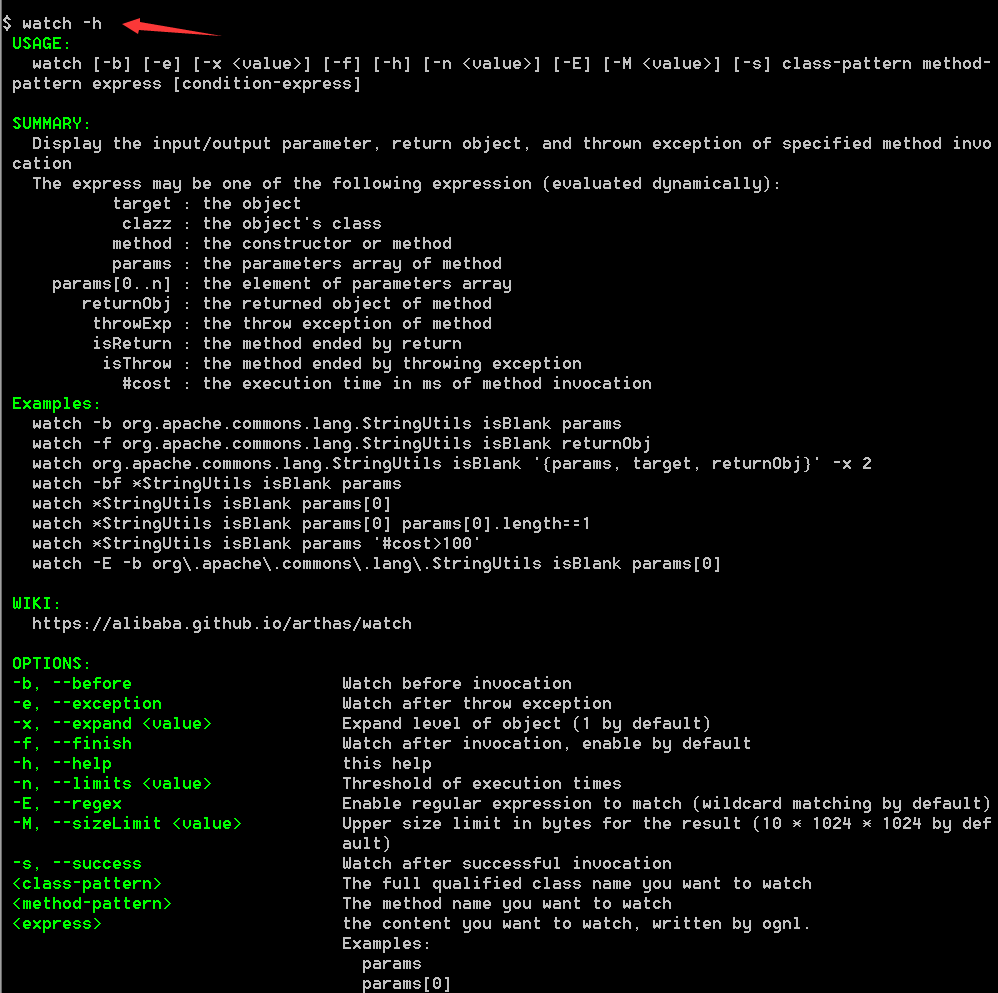 $ watch -h
USAGE:
watch [-b] [-e] [-x <value>] [-f] [-h] [-n <value>] [-E] [-M <value>] [-s] class-pattern method-
pattern express [condition-express]
SUMMARY:
Display the input/output parameter, return object, and thrown exception of specified method invo
cation
The express may be one of the following expression (evaluated dynamically):
target : the object
clazz : the object's class
method : the constructor or method
params : the parameters array of method
params[0..n] : the element of parameters array
returnObj : the returned object of method
throwExp : the throw exception of method
isReturn : the method ended by return
isThrow : the method ended by throwing exception
#cost : the execution time in ms of method invocation
Examples:
watch -b org.apache.commons.lang.StringUtils isBlank params
watch -f org.apache.commons.lang.StringUtils isBlank returnObj
watch org.apache.commons.lang.StringUtils isBlank '{params, target, returnObj}' -x 2
watch -bf *StringUtils isBlank params
watch *StringUtils isBlank params[0]
watch *StringUtils isBlank params[0] params[0].length==1
watch *StringUtils isBlank params '#cost>100'
watch -E -b org\.apache\.commons\.lang\.StringUtils isBlank params[0]
WIKI:
https://alibaba.github.io/arthas/watch
OPTIONS:
-b, --before Watch before invocation
-e, --exception Watch after throw exception
-x, --expand <value> Expand level of object (1 by default)
-f, --finish Watch after invocation, enable by default
-h, --help this help
-n, --limits <value> Threshold of execution times
-E, --regex Enable regular expression to match (wildcard matching by default)
-M, --sizeLimit <value> Upper size limit in bytes for the result (10 * 1024 * 1024 by def
ault)
-s, --success Watch after successful invocation
<class-pattern> The full qualified class name you want to watch
<method-pattern> The method name you want to watch
<express> the content you want to watch, written by ognl.
Examples:
params
params[0]